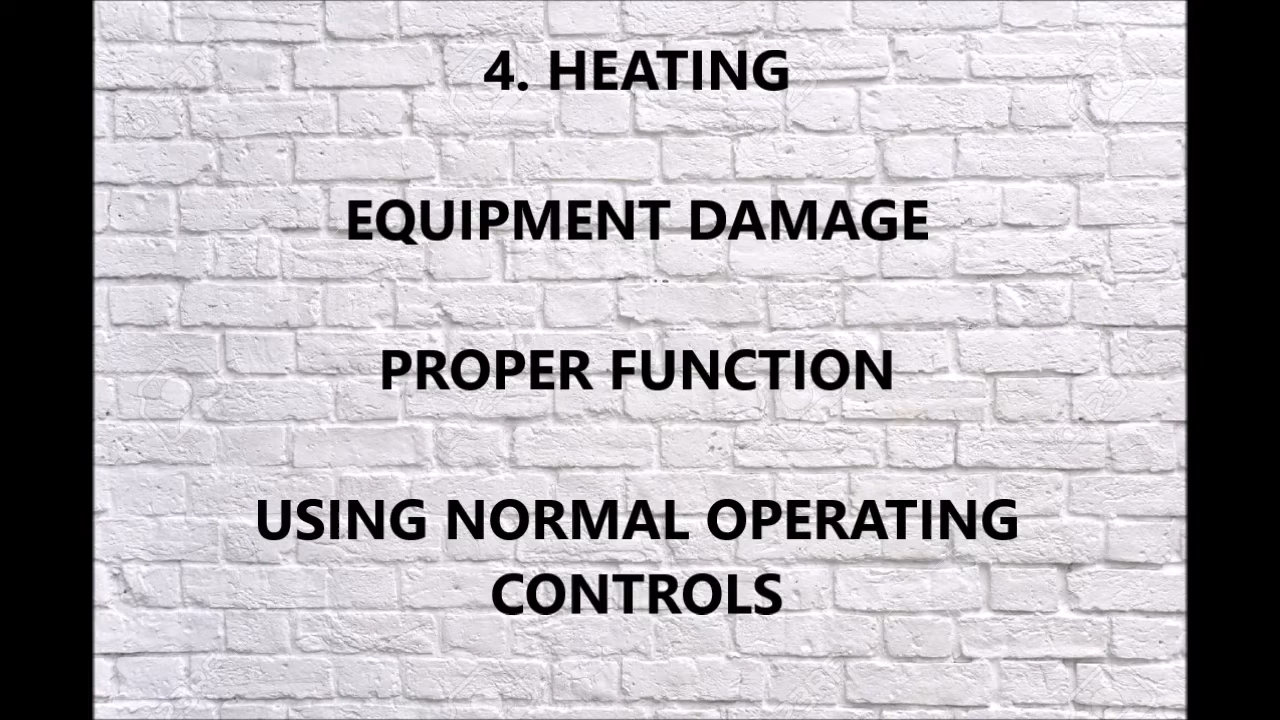 4. HEATING
EQUIPMENT DAMAGE
PROPER FUNCTION
USING NORMAL OPERATING
CONTROLS